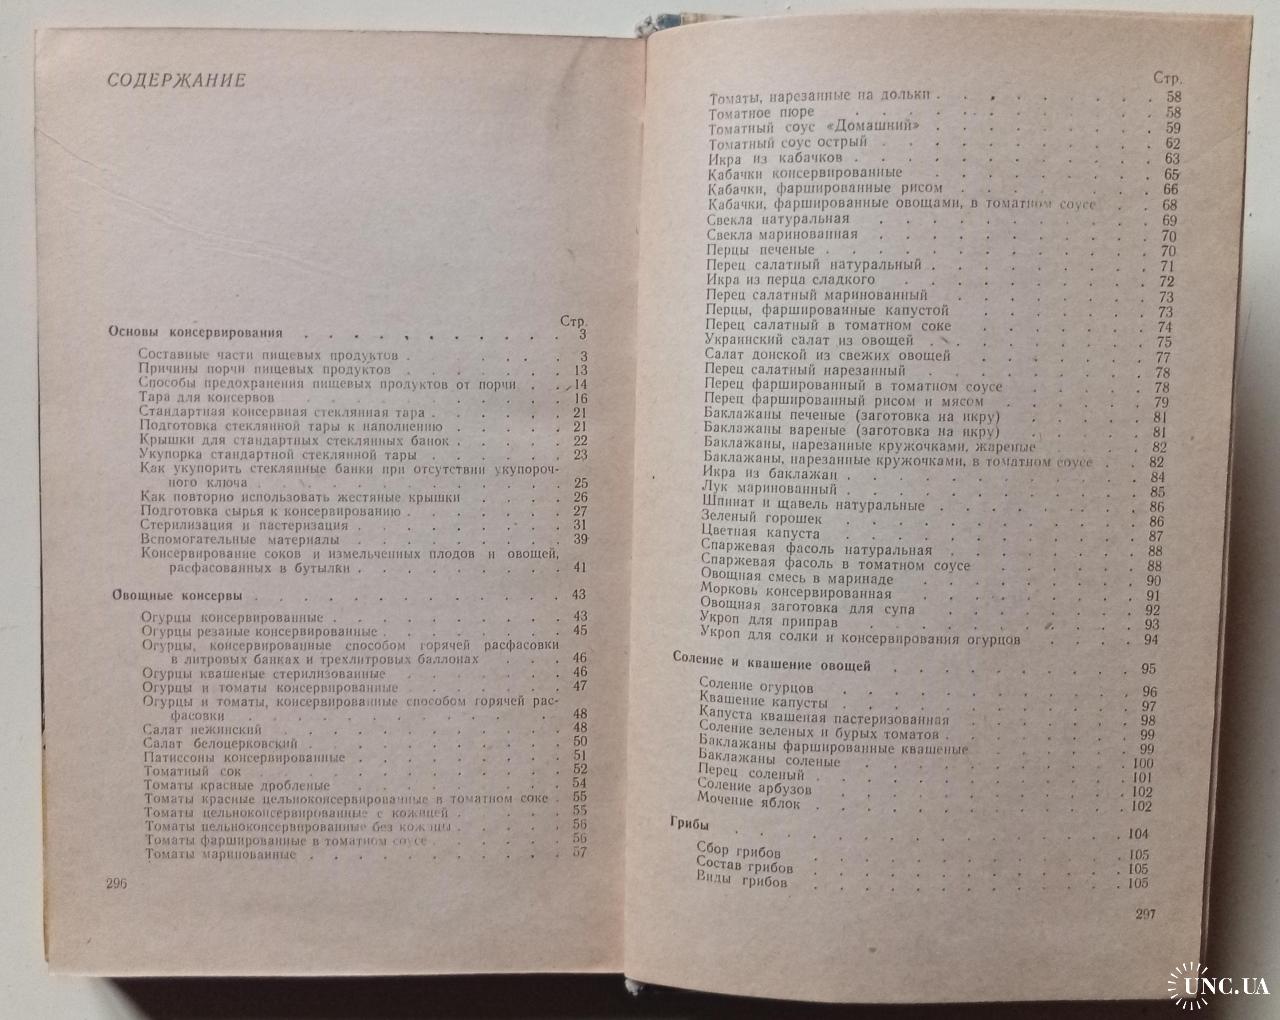 СОДЕРЖАНИЕ
Стр.
Основы консервирования . . . . . . . . . . 3
Составные части пищевых продуктов . . . . . 3
Причины порчи пищевых продуктов . . . . . . 13
Способы предохранения пищевых продуктов от порчи . . 14
Тара для консервов . . . . . . . . . . 16
Стандартная консервная стеклянная тара . . . . . 21
Подготовка стеклянной тары к наполнению . . . . . 21
Крышки для стандартных стеклянных банок . . . . . 22
Укупорка стандартной стеклянной тары . . . . . 23
Как укупорить стеклянные банки при отсутствии укупороч-
ного ключа . . . . . . . . . . 25
Как повторно использовать жестяные крышки . . . . 26
Подготовка сырья к консервированию . . . . . . 27
Стерилизация и пастеризация . . . . . . . 31
Вспомогательные материалы . . . . . . . 39
Консервирование соков и измельченных плодов и овощей,
расфасованных в бутылки . . . . . . . . 41
Овощные консервы . . . . . . . . . . 43
Огурцы консервированные . . . . . . . . 43
Огурцы резаные консервированные . . . . . . 45
Огурцы, консервированные способом горячей расфасовки
в литровых банках и трехлитровых баллонах . . . 46
Огурцы квашеные стерилизованные . . . . . . 46
Огурцы и томаты консервированные . . . . . . 47
Огурцы и томаты, консервированные способом горячей рас-
фасовки . . . . . . . . . . 48
Салат нежинский . . . . . . . . . . 48
Салат белоцерковский . . . . . . . . . 50
Патиссоны консервированные . . . . . . . 51
Томатный сок . . . . . . . . . . 52
Томаты красные дробленые . . . . . . . 54
Томаты красные цельноконсервированные в томатном соке . 55
Томаты цельноконсервированные с кожицей . . . . 55
Томаты цельноконсервированные без кожицы . . . . 56
Томаты фаршированные в томатном соусе . . . . 56
Томаты маринованные . . . . . . . . . 57
296
Стр.
Томаты, нарезанные на дольки . . . . . . . 58
Томатное пюре . . . . . . . . . . 58
Томатный соус «Домашний» . . . . . . . 59
Томатный соус острый . . . . . . . . 62
Икра из кабачков . . . . . . . . . 63
Кабачки консервированные . . . . . . . 65
Кабачки, фаршированные рисом . . . . . . 66
Кабачки, фаршированные овощами, в томатном соусе . . 68
Свекла натуральная . . . . . . . . 69
Свекла маринованная . . . . . . . . 70
Перцы печеные . . . . . . . . . 70
Перец салатный натуральный . . . . . . . 71
Икра из перца сладкого . . . . . . . . 72
Перец салатный маринованный . . . . . . 73
Перцы, фаршированные капустой . . . . . . 73
Перец салатный в томатном соке . . . . . . 74
Украинский салат из овощей . . . . . . . 75
Салат донской из свежих овощей . . . . . . 77
Перец салатный нарезанный . . . . . . . 78
Перец фаршированный в томатном соусе . . . . . 78
Перец фаршированный рисом и мясом . . . . . 79
Баклажаны печеные (заготовка на икру) . . . . . 81
Баклажаны вареные (заготовка на икру) . . . . . 81
Баклажаны, нарезанные кружочками, жареные . . . . 82
Баклажаны, нарезанные кружочками, в томатном соусе . . 82
Икра из баклажан . . . . . . . . . 84
Лук маринованный . . . . . . . . . 85
Шпинат и щавель натуральные . . . . . . . 86
Зеленый горошек . . . . . . . . . 86
Цветная капуста . . . . . . . . . 87
Спаржевая фасоль натуральная . . . . . . 88
Спаржевая фасоль в томатном соусе . . . . . 88
Овощная смесь в маринаде . . . . . . . 90
Морковь консервированная . . . . . . . 91
Овощная заготовка для супа . . . . . . . 92
Укроп для приправ . . . . . . . . 93
Укроп для солки и консервирования огурцов . . . . 94
Соление и квашение овощей . . . . . . . 95
Соление огурцов . . . . . . . . . 96
Квашение капусты . . . . . . . . . 97
Капуста квашеная пастеризованная . . . . . 98
Соление зеленых и бурых томатов . . . . . . 99
Баклажаны фаршированные квашеные . . . . . 99
Баклажаны соленые . . . . . . . . 100
Перец соленый . . . . . . . . . 101
Соление арбузов . . . . . . . . . 102
Мочение яблок . . . . . . . . . 102
Грибы . . . . . . . . . . 104
Сбор грибов . . . . . . . . . 105
Состав грибов . . . . . . . . . 105
Виды грибов . . . . . . . . . 105
297
UNC.UA